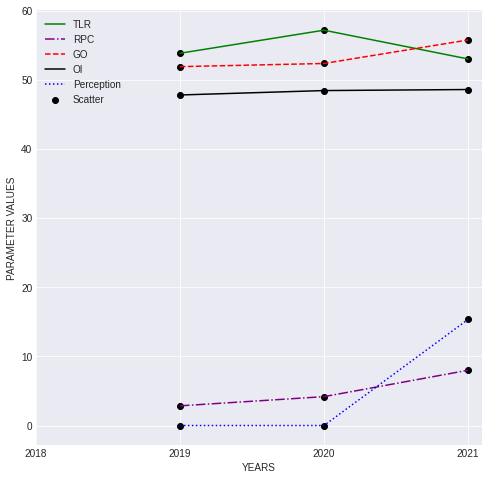 60
50
40
30
20
10
0
PARAMETER VALUES
TLR
RPC
GO
OI
Perception
Scatter
2018 2019 2020 2021
YEARS